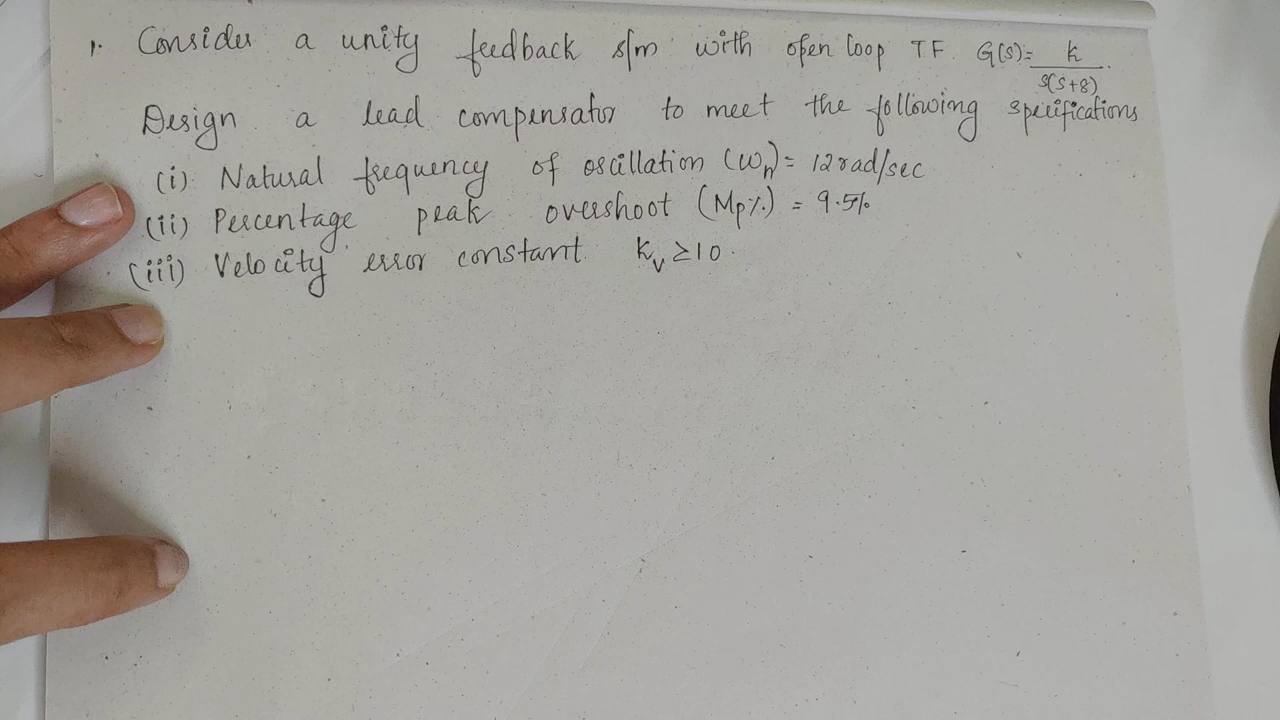 1. Consider a unity feedback s/m with open loop TF. G(s)= k/s(s+8).
Design a lead compensator to meet the following specifications
(i) Natural frequency of oscillation (ωn)= 12 rad/sec
(ii) Percentage peak overshoot (Mp%) = 9.5%
(iii) Velocity error constant. kv ≥10.